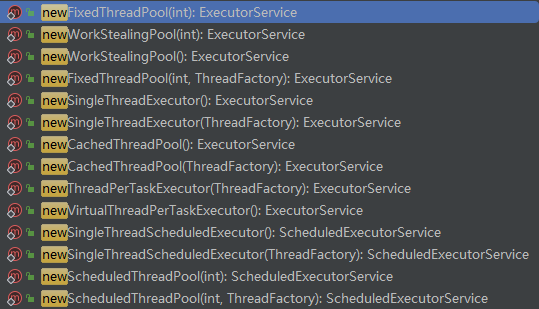 newFixedThreadPool(int): ExecutorService
newWorkStealingPool(int): ExecutorService
newWorkStealingPool(): ExecutorService
newFixedThreadPool(int, ThreadFactory): ExecutorService
newSingleThreadExecutor(): ExecutorService
newSingleThreadExecutor(ThreadFactory): ExecutorService
newCachedThreadPool(): ExecutorService
newCachedThreadPool(ThreadFactory): ExecutorService
newThreadPerTaskExecutor(ThreadFactory): ExecutorService
newVirtualThreadPerTaskExecutor(): ExecutorService
newSingleThreadScheduledExecutor(): ScheduledExecutorService
newSingleThreadScheduledExecutor(ThreadFactory): ScheduledExecutorService
newScheduledThreadPool(int): ScheduledExecutorService
newScheduledThreadPool(int, ThreadFactory): ScheduledExecutorService